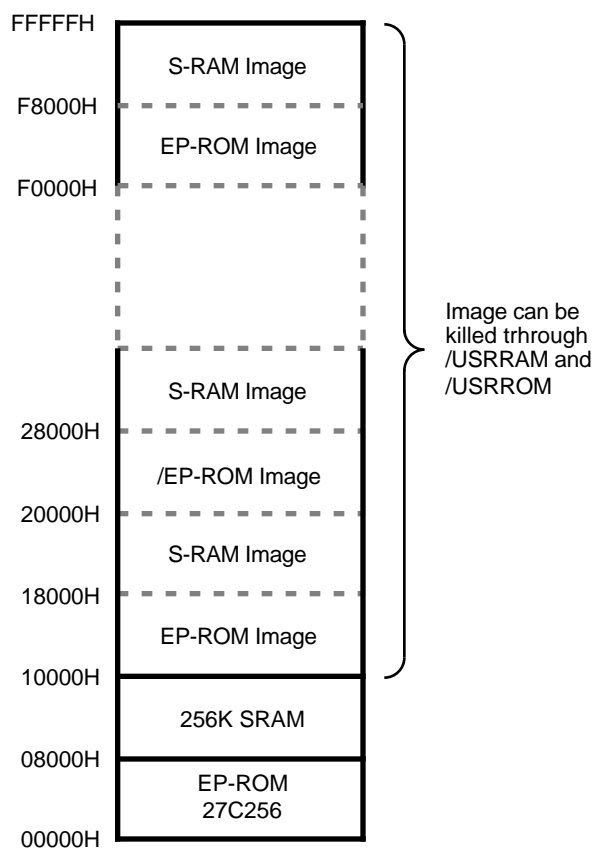 FFFFFH
S-RAM Image
F8000H
EP-ROM Image
F0000H
Image can be
killed trhrough
/USRRAM and
/USRROM
S-RAM Image
28000H
/EP-ROM Image
20000H
S-RAM Image
18000H
EP-ROM Image
10000H
256K SRAM
08000H
EP-ROM
27C256
00000H